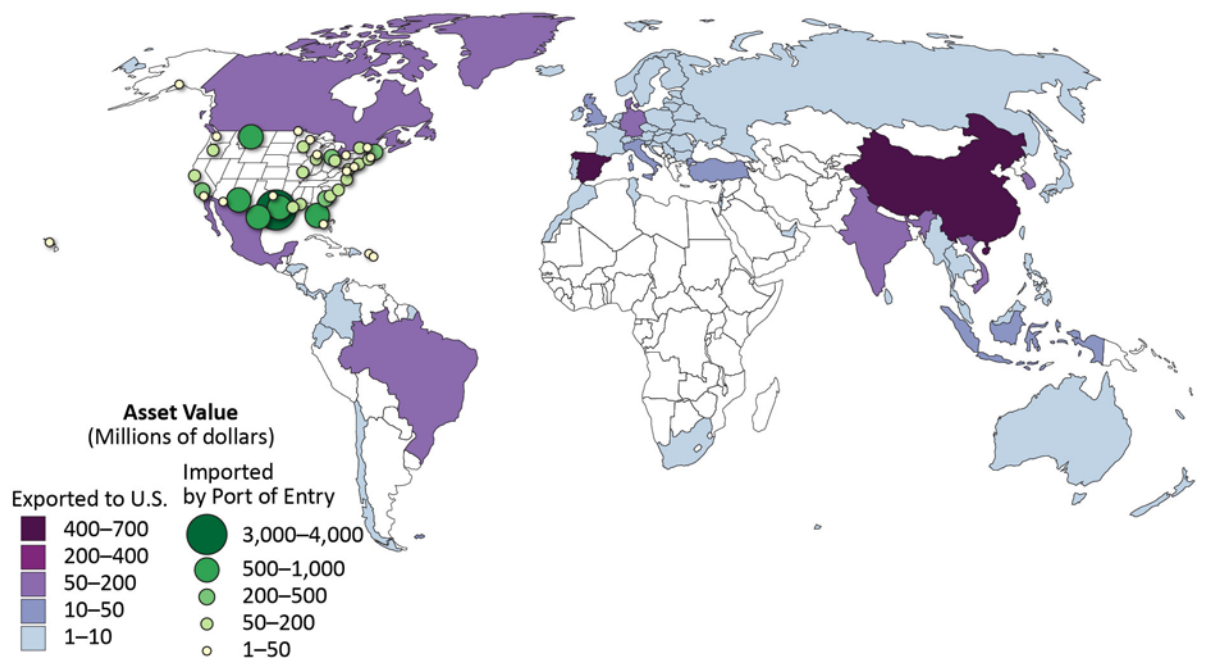 Asset Value
(Millions of dollars)
Exported to U.S.
400–700
200–400
50–200
10–50
1–10
Imported
by Port of Entry
3,000–4,000
500–1,000
200–500
50–200
1–50